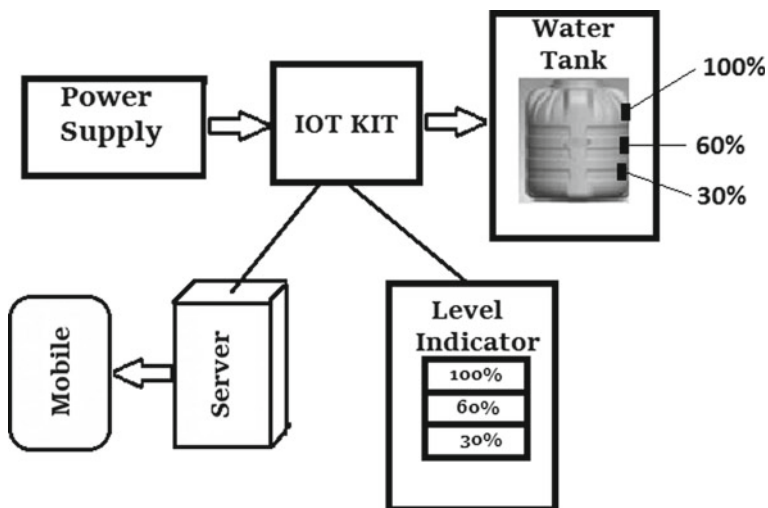 Power
Supply
IOT KIT
Water
Tank
100%
60%
30%
Mobile
Server
Level
Indicator
100%
60%
30%